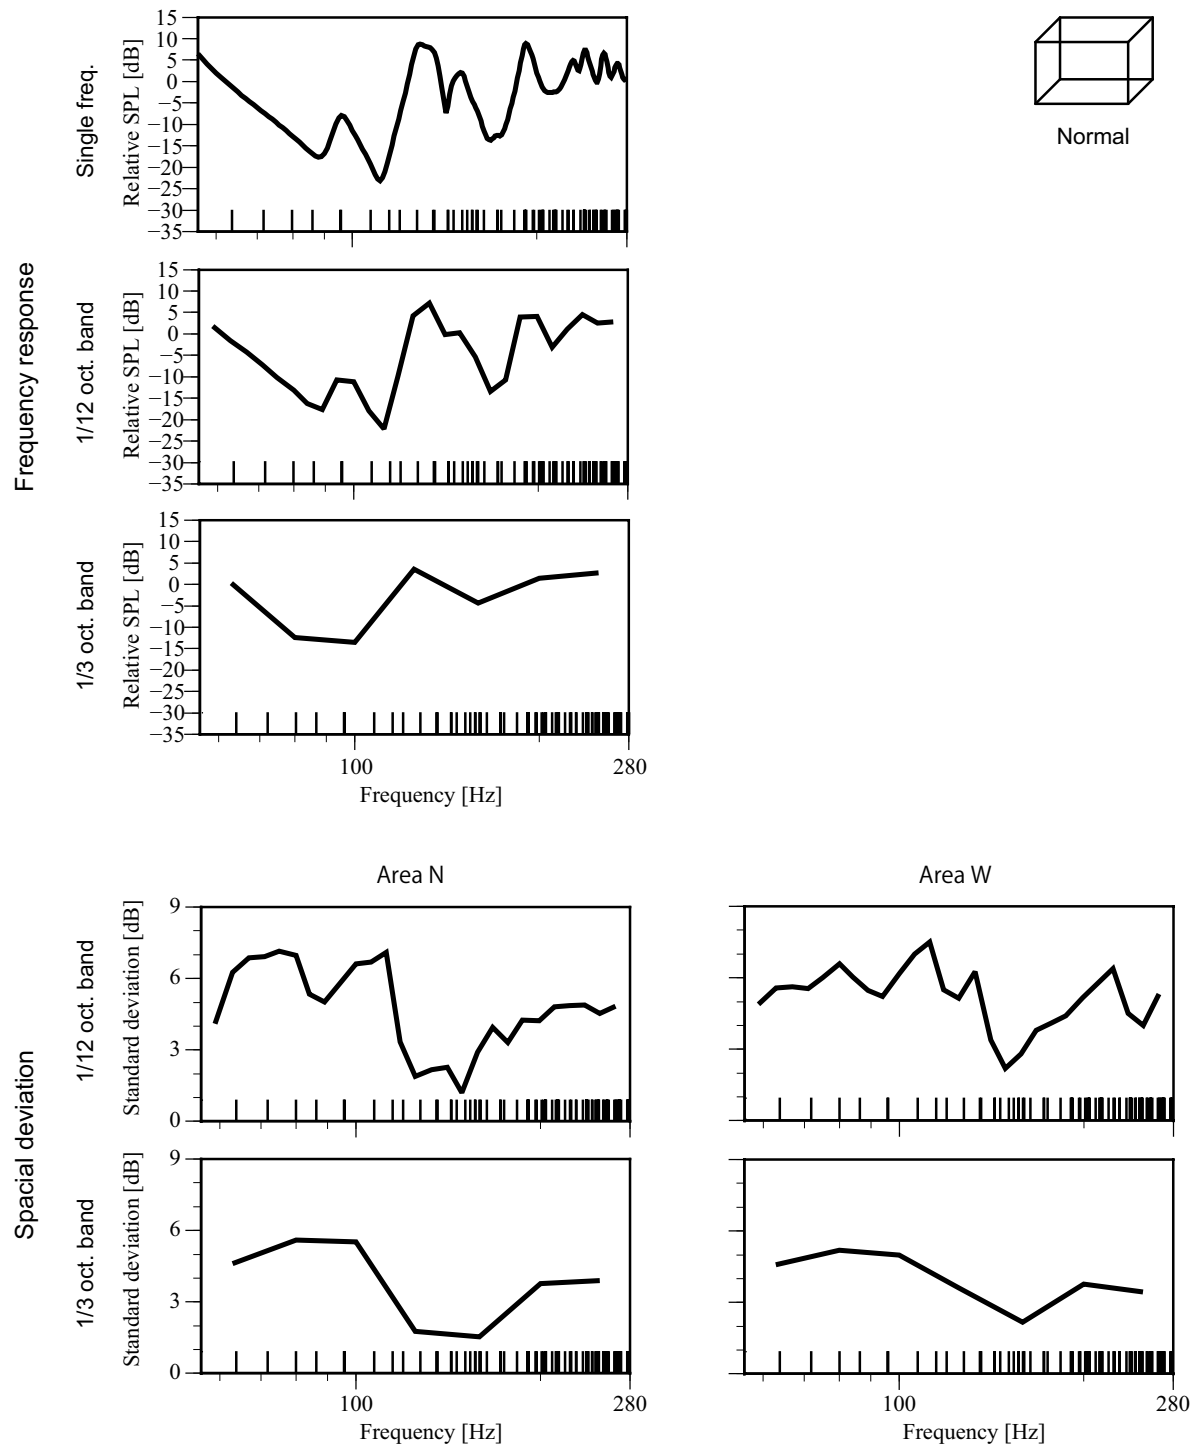 Frequency response
Single freq.
Relative SPL [dB]
15
10
5
0
−5
−10
−15
−20
−25
−30
−35
Normal
1/12 oct. band
Relative SPL [dB]
15
10
5
0
−5
−10
−15
−20
−25
−30
−35
1/3 oct. band
Relative SPL [dB]
15
10
5
0
−5
−10
−15
−20
−25
−30
−35
100 280
Frequency [Hz]
Spacial deviation
Area N
Area W
1/12 oct. band
Standard deviation [dB]
9
6
3
0
1/3 oct. band
Standard deviation [dB]
9
6
3
0
100 280
Frequency [Hz]
100 280
Frequency [Hz]